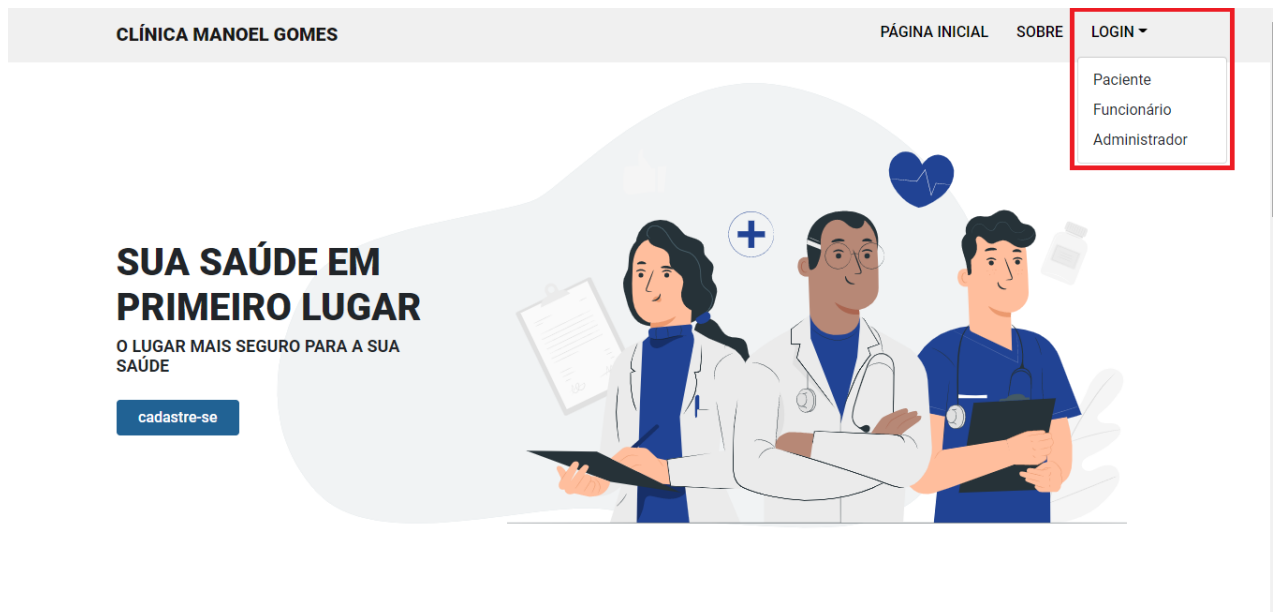 CLÍNICA MANOEL GOMES
PÁGINA INICIAL
SOBRE
LOGIN
Paciente
Funcionário
Administrador
SUA SAÚDE EM
PRIMEIRO LUGAR
O LUGAR MAIS SEGURO PARA A SUA
SAÚDE
cadastre-se